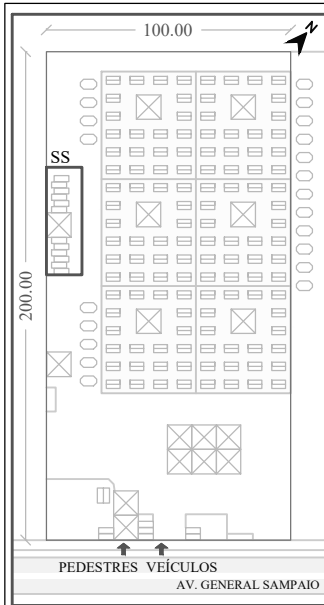 100.00
N
SS
200.00
PEDESTRES VEÍCULOS
AV. GENERAL SAMPAIO